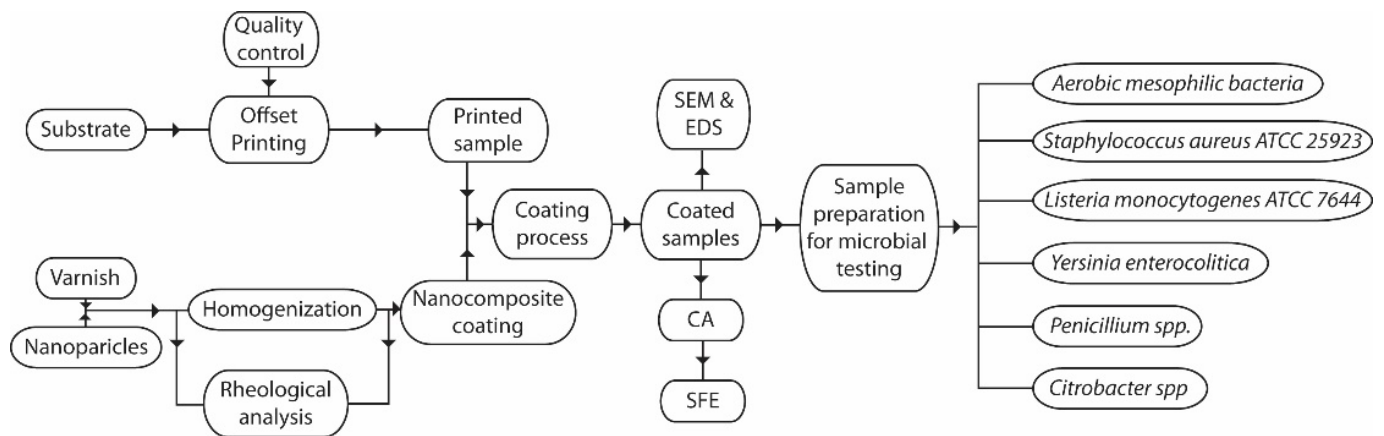 Quality
control
Substrate
Offset
Printing
Printed
sample
Varnish
Nanoparicles
Homogenization
Rheological
analysis
Nanocomposite
coating
Coating
process
SEM &
EDS
Coated
samples
CA
SFE
Sample
preparation
for microbial
testing
Aerobic mesophilic bacteria
Staphylococcus aureus ATCC 25923
Listeria monocytogenes ATCC 7644
Yersinia enterocolitica
Penicillium spp.
Citrobacter spp